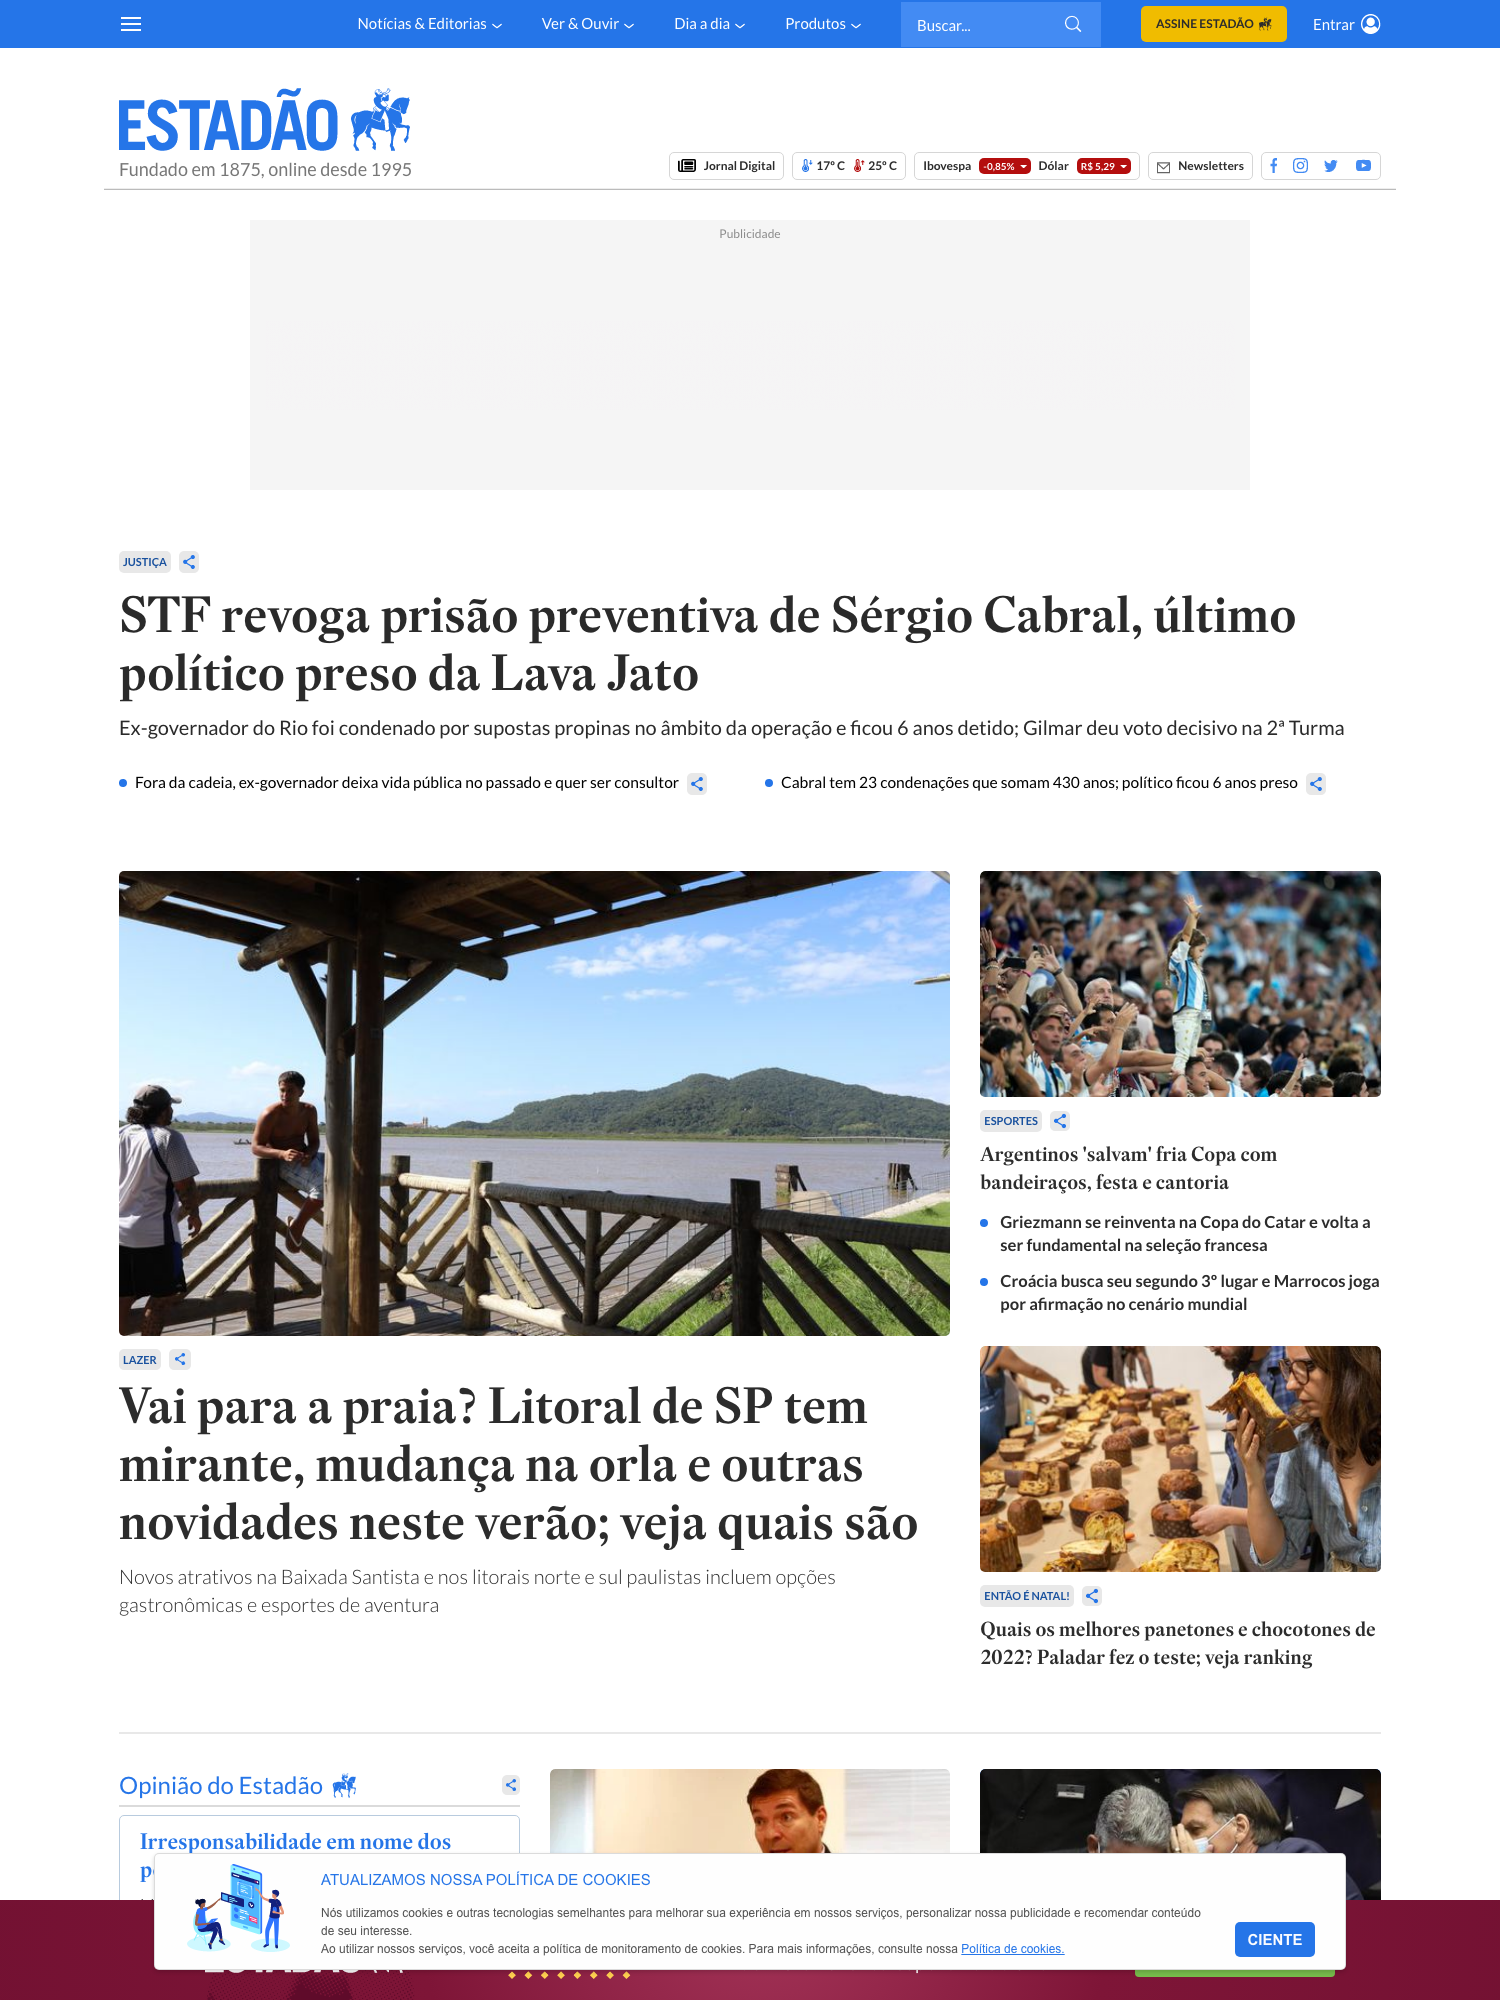 Notícias & Editorias
Ver & Ouvir
Dia a dia
Produtos
Buscar...
ASSINE ESTADÃO
Entrar
ESTADÃO
Fundado em 1875, online desde 1995
Jornal Digital
17º C 25º C
Ibovespa -0,85% Dólar R$ 5,29
Newsletters
Publicidade
JUSTIÇA
STF revoga prisão preventiva de Sérgio Cabral, último
político preso da Lava Jato
Ex-governador do Rio foi condenado por supostas propinas no âmbito da operação e ficou 6 anos detido; Gilmar deu voto decisivo na 2ª Turma
Fora da cadeia, ex-governador deixa vida pública no passado e quer ser consultor
Cabral tem 23 condenações que somam 430 anos; político ficou 6 anos preso
LAZER
Vai para a praia? Litoral de SP tem
mirante, mudança na orla e outras
novidades neste verão; veja quais são
Novos atrativos na Baixada Santista e nos litorais norte e sul paulistas incluem opções
gastronômicas e esportes de aventura
ESPORTES
Argentinos 'salvam' fria Copa com
bandeiraços, festa e cantoria
Griezmann se reinventa na Copa do Catar e volta a
ser fundamental na seleção francesa
Croácia busca seu segundo 3º lugar e Marrocos joga
por afirmação no cenário mundial
ENTÃO É NATAL!
Quais os melhores panetones e chocotones de
2022? Paladar fez o teste; veja ranking
Opinião do Estadão
Irresponsabilidade em nome dos
ATUALIZAMOS NOSSA POLÍTICA DE COOKIES
Nós utilizamos cookies e outras tecnologias semelhantes para melhorar sua experiência em nossos serviços, personalizar nossa publicidade e recomendar conteúdo
de seu interesse.
Ao utilizar nossos serviços, você aceita a política de monitoramento de cookies. Para mais informações, consulte nossa Política de cookies.
CIENTE